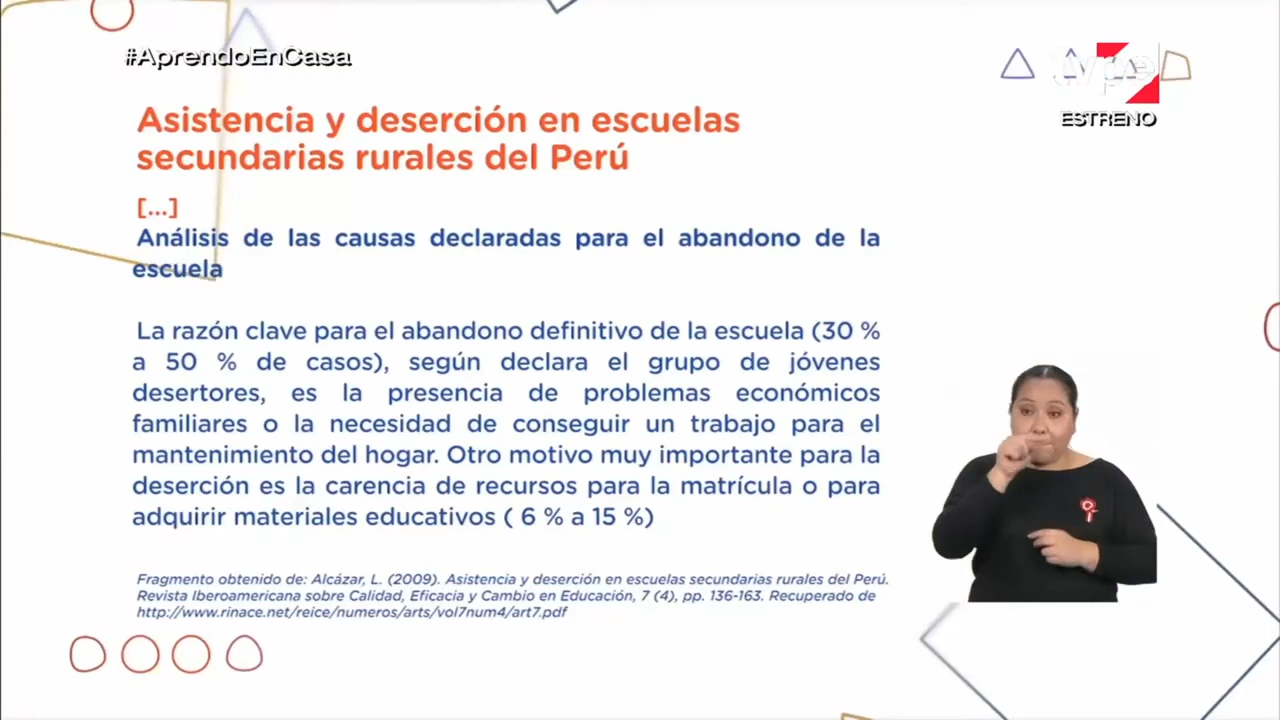 #AprendoEnCasa
tvpe
ESTRENO
Asistencia y deserción en escuelas
secundarias rurales del Perú
[...]
Análisis de las causas declaradas para el abandono de la
escuela
La razón clave para el abandono definitivo de la escuela (30 %
a 50 % de casos), según declara el grupo de jóvenes
desertores, es la presencia de problemas económicos
familiares o la necesidad de conseguir un trabajo para el
mantenimiento del hogar. Otro motivo muy importante para la
deserción es la carencia de recursos para la matrícula o para
adquirir materiales educativos ( 6 % a 15 %)
Fragmento obtenido de: Alcázar, L. (2009). Asistencia y deserción en escuelas secundarias rurales del Perú.
Revista Iberoamericana sobre Calidad, Eficacia y Cambio en Educación, 7 (4), pp. 136-163. Recuperado de
http://www.rinace.net/reice/numeros/arts/vol7num4/art7.pdf